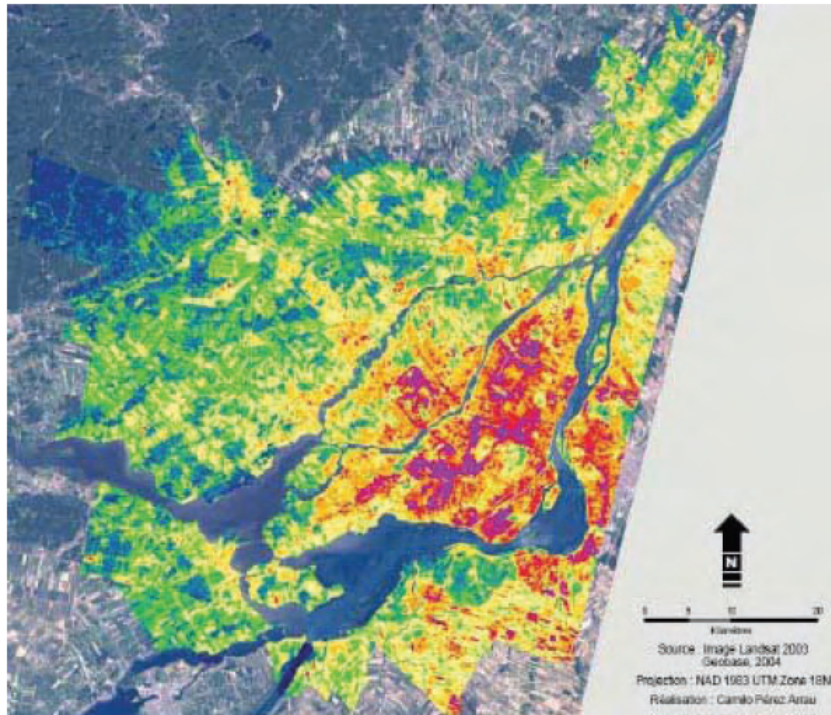 N
0 5 10 20
Kilomètres
Source : Image Landsat 2003
Geobase, 2004
Projection : NAD 1983 UTM Zone 18N
Réalisation : Camilo Pérez Arrau